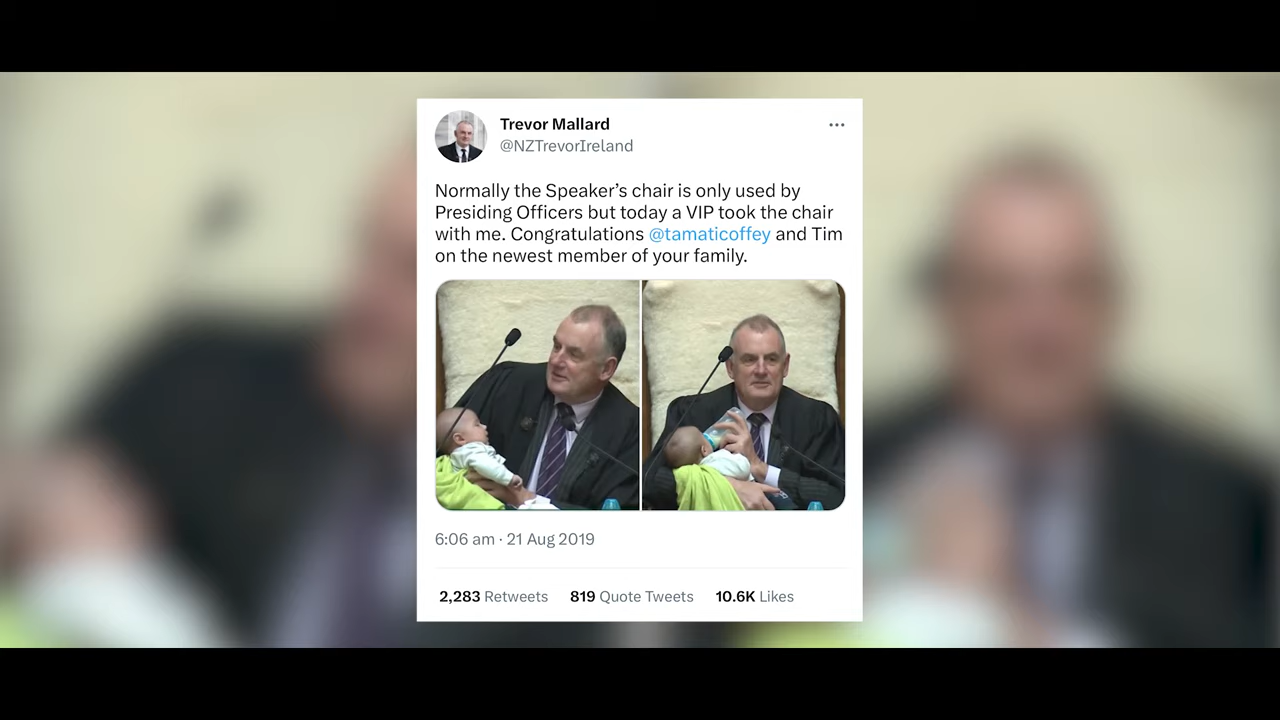 Trevor Mallard
@NZTrevorIreland
Normally the Speaker’s chair is only used by
Presiding Officers but today a VIP took the chair
with me. Congratulations @tamaticoffey and Tim
on the newest member of your family.
6:06 am · 21 Aug 2019
2,283 Retweets 819 Quote Tweets 10.6K Likes